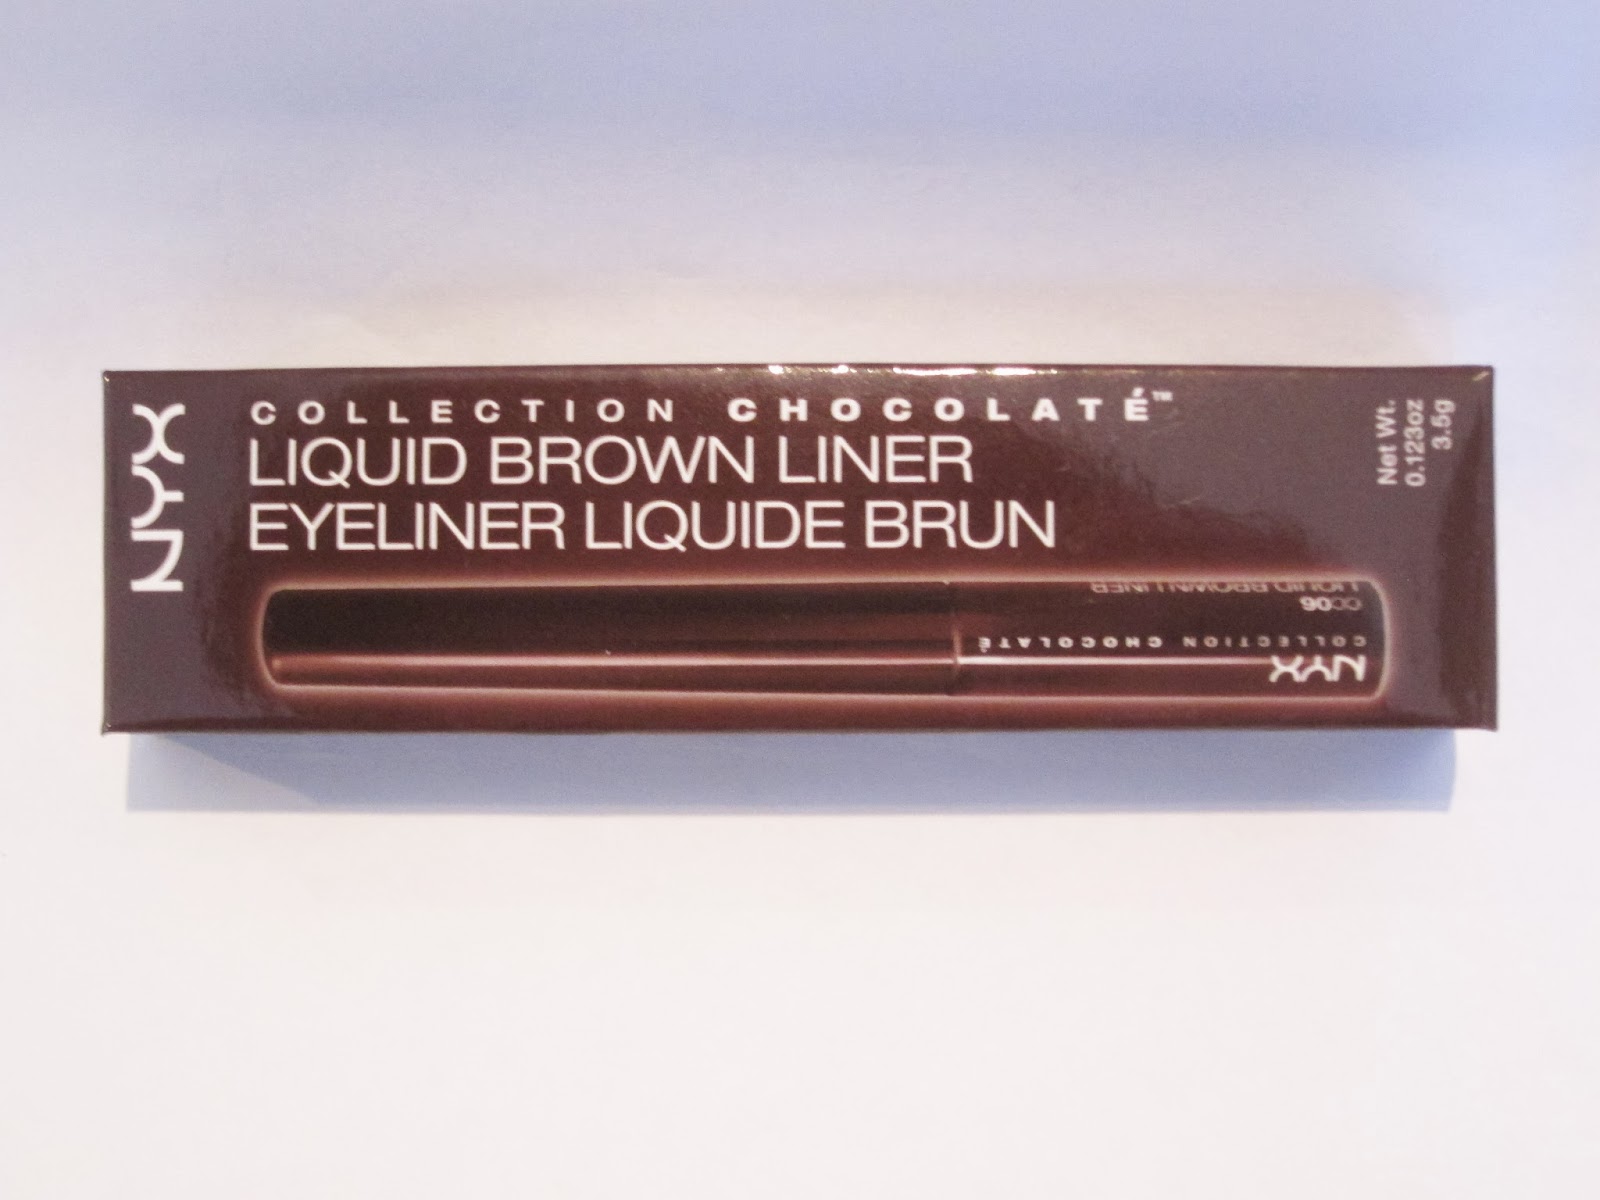 NYX
COLLECTION CHOCOLATÉ™
LIQUID BROWN LINER
EYELINER LIQUIDE BRUN
Net Wt.
0.123oz
3.5g
NYX
COLLECTION CHOCOLATÉ
CC06
LIQUID BROWN LINER